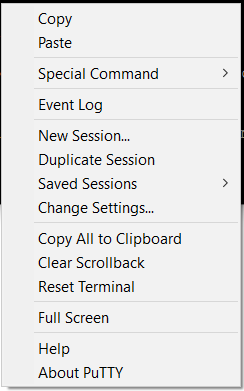 Copy
Paste
Special Command
Event Log
New Session...
Duplicate Session
Saved Sessions
Change Settings...
Copy All to Clipboard
Clear Scrollback
Reset Terminal
Full Screen
Help
About PuTTY